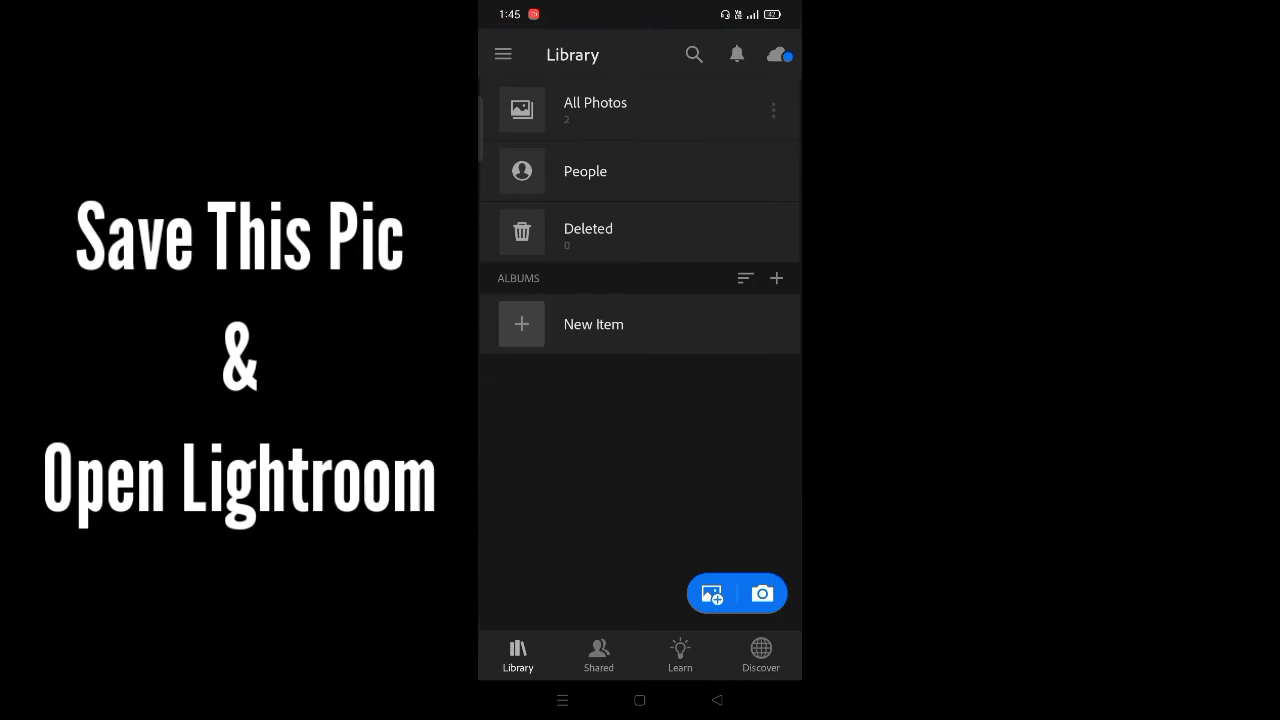 Save This Pic
&
Open Lightroom
1:45
42
Library
All Photos
2
People
Deleted
0
ALBUMS
New Item
Library
Shared
Learn
Discover